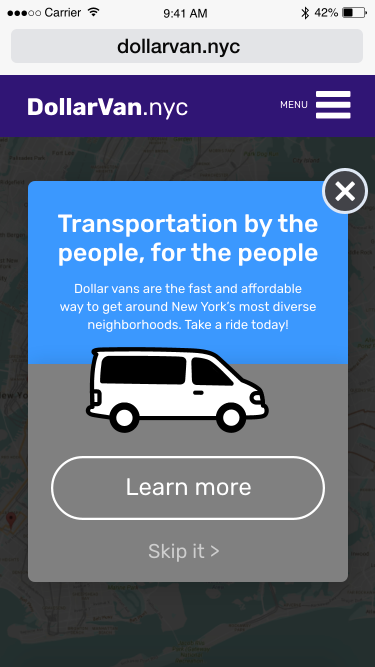 Carrier 9:41 AM 42%
dollarvan.nyc
DollarVan.nyc
MENU
Transportation by the
people, for the people
Dollar vans are the fast and affordable
way to get around New York's most diverse
neighborhoods. Take a ride today!
Learn more
Skip it >